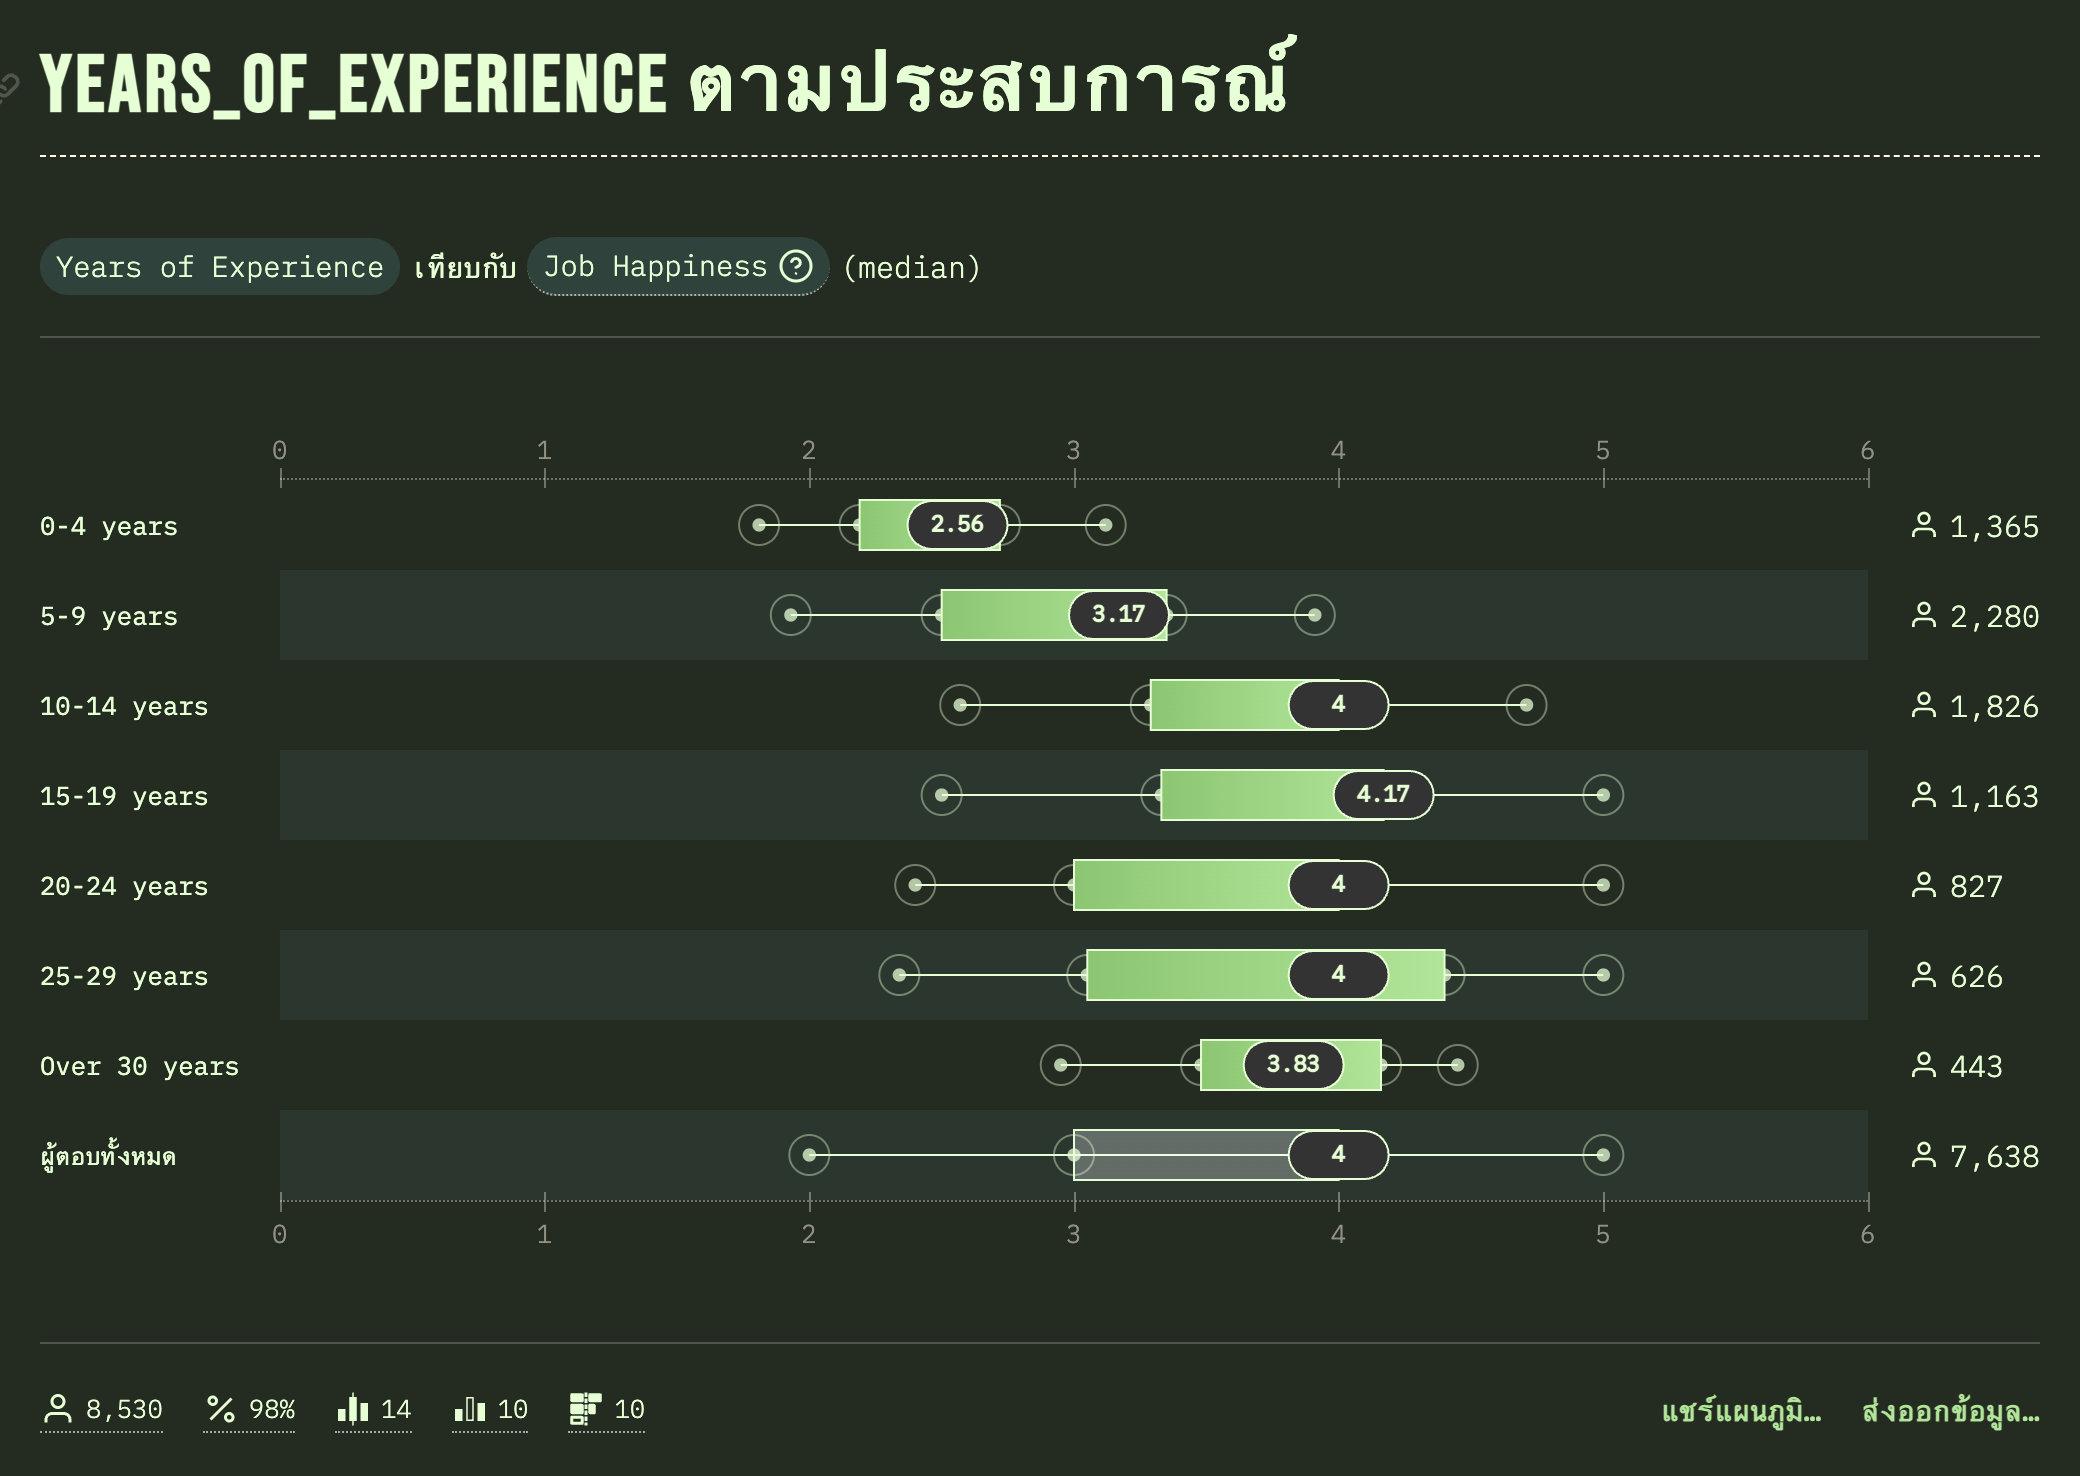 YEARS_OF_EXPERIENCE ตามประสบการณ์
Years of Experience เทียบกับ Job Happiness (median)
0 1 2 3 4 5 6
0-4 years 2.56 1,365
5-9 years 3.17 2,280
10-14 years 4 1,826
15-19 years 4.17 1,163
20-24 years 4 827
25-29 years 4 626
Over 30 years 3.83 443
ผู้ตอบทั้งหมด 4 7,638
0 1 2 3 4 5 6
8,530 98% 14 10 10 แชร์แผนภูมิ… ส่งออกข้อมูล…